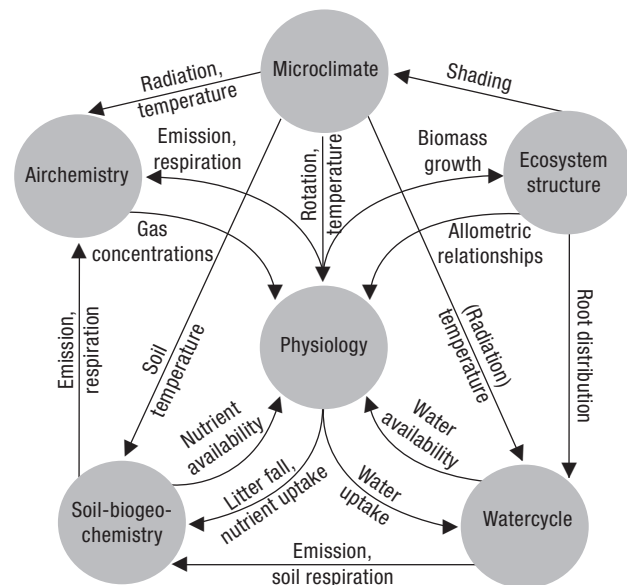 Microclimate
Radiation,
temperature
Shading
Emission,
respiration
Biomass
growth
Airchemistry
Ecosystem
structure
Rotation,
temperature
Gas
concentrations
Allometric
relationships
Emission,
respiration
Soil
temperature
Physiology
(Radiation)
temperature
Root distribution
Nutrient
availability
Water
availability
Litter fall,
nutrient uptake
Water
uptake
Soil-biogeo-
chemistry
Watercycle
Emission,
soil respiration